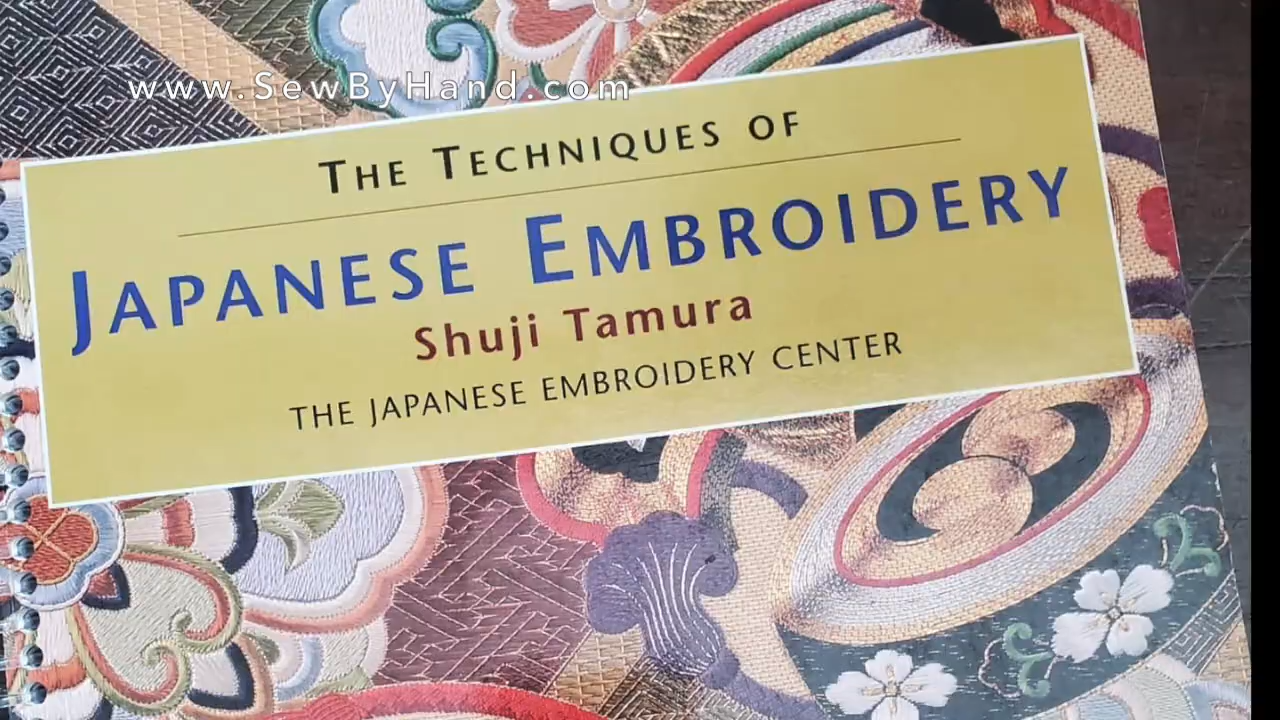 www.SewByHand.com
THE TECHNIQUES OF
JAPANESE EMBROIDERY
Shuji Tamura
THE JAPANESE EMBROIDERY CENTER